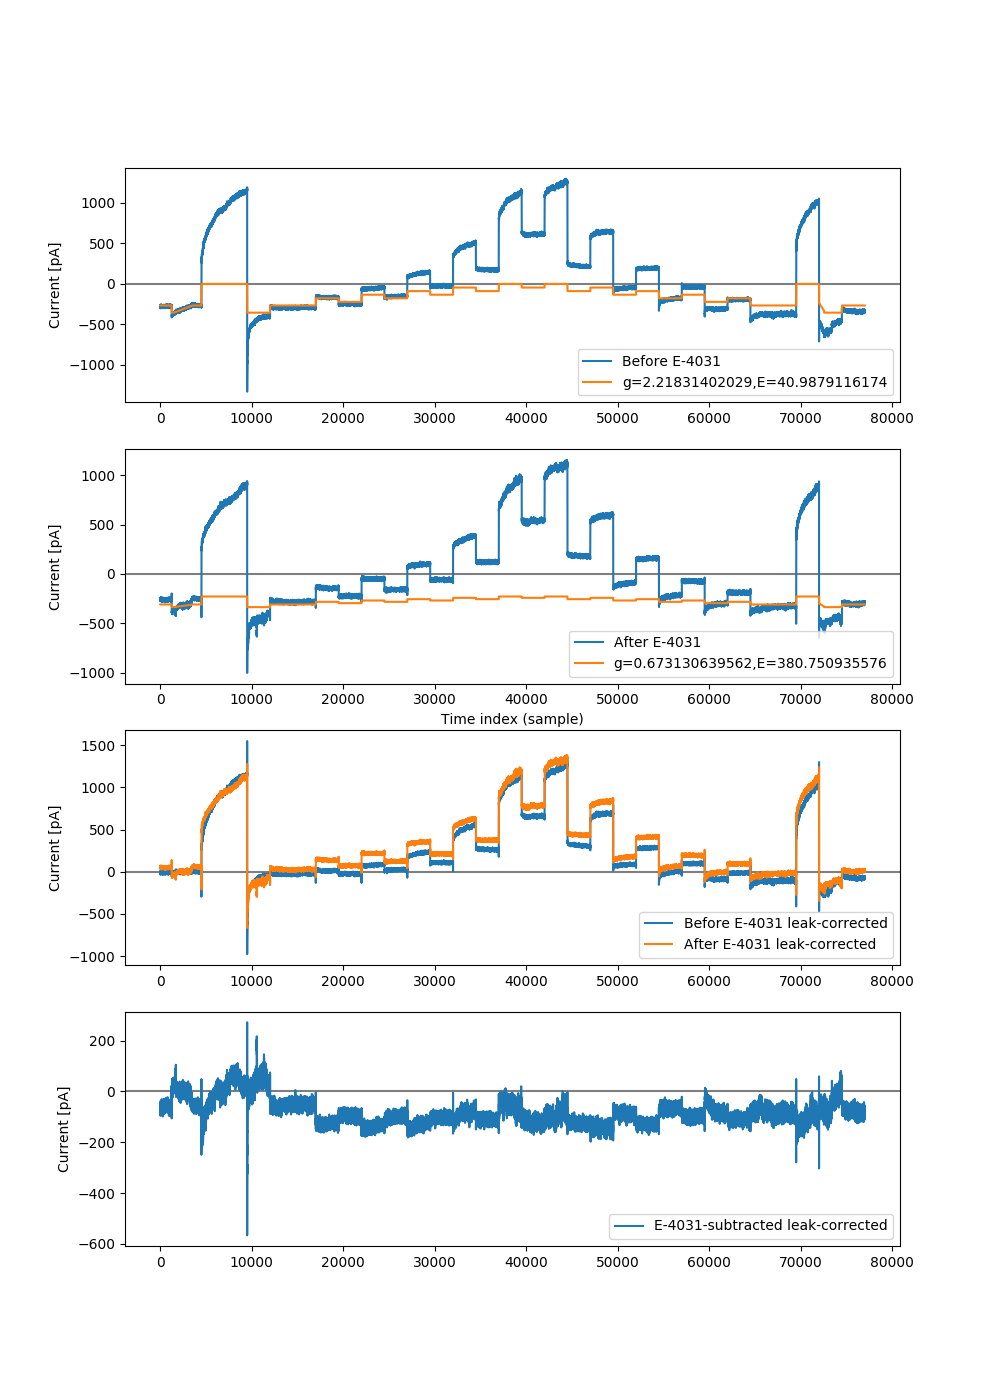 1000
500
0
−500
−1000
Current [pA]
Before E-4031
g=2.21831402029,E=40.9879116174
0 10000 20000 30000 40000 50000 60000 70000 80000
1000
500
0
−500
−1000
Current [pA]
After E-4031
g=0.673130639562,E=380.750935576
0 10000 20000 30000 40000 50000 60000 70000 80000
Time index (sample)
1500
1000
500
0
−500
−1000
Current [pA]
Before E-4031 leak-corrected
After E-4031 leak-corrected
0 10000 20000 30000 40000 50000 60000 70000 80000
200
0
−200
−400
−600
Current [pA]
E-4031-subtracted leak-corrected
0 10000 20000 30000 40000 50000 60000 70000 80000